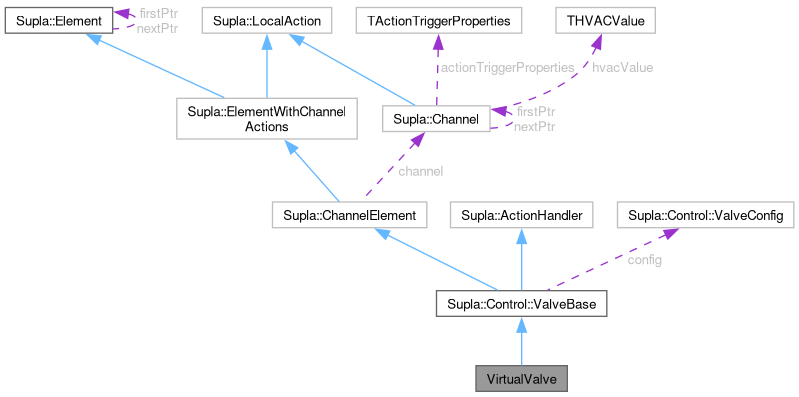 Supla::Element
firstPtr
nextPtr
Supla::LocalAction
TActionTriggerProperties
THVACValue
actionTriggerProperties
hvacValue
Supla::ElementWithChannel
Actions
Supla::Channel
firstPtr
nextPtr
channel
Supla::ChannelElement
Supla::ActionHandler
Supla::Control::ValveConfig
config
Supla::Control::ValveBase
VirtualValve